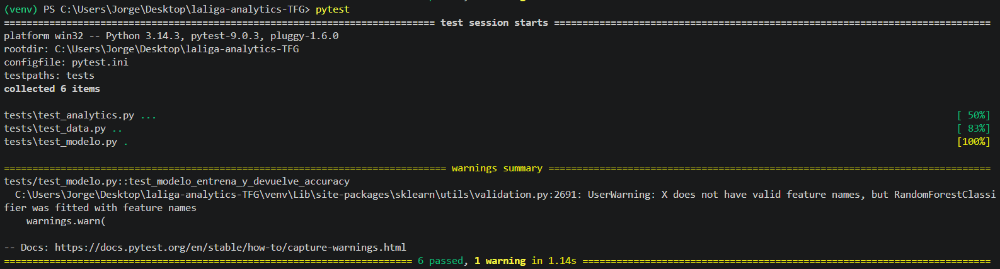 (venv) PS C:\Users\Jorge\Desktop\laliga-analytics-TFG> pytest
============================================================================ test session starts =============================================================================
platform win32 -- Python 3.14.3, pytest-9.0.3, pluggy-1.6.0
rootdir: C:\Users\Jorge\Desktop\laliga-analytics-TFG
configfile: pytest.ini
testpaths: tests
collected 6 items
tests\test_analytics.py ... [ 50%]
tests\test_data.py .. [ 83%]
tests\test_modelo.py . [100%]
============================================================================== warnings summary ==============================================================================
tests/test_modelo.py::test_modelo_entrena_y_devuelve_accuracy
  C:\Users\Jorge\Desktop\laliga-analytics-TFG\venv\Lib\site-packages\sklearn\utils\validation.py:2691: UserWarning: X does not have valid feature names, but RandomForestClassi
fier was fitted with feature names
    warnings.warn(
-- Docs: https://docs.pytest.org/en/stable/how-to/capture-warnings.html
======================================================================== 6 passed, 1 warning in 1.14s ========================================================================